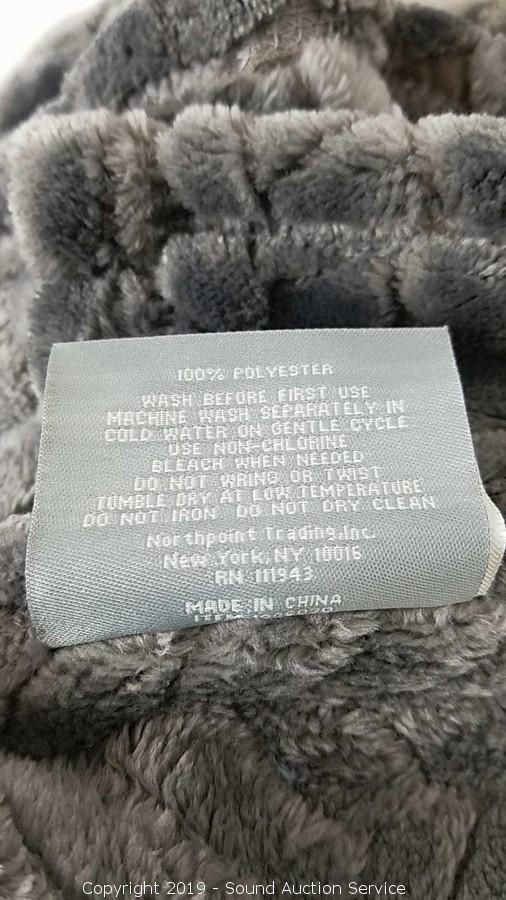 100% POLYESTER
WASH BEFORE FIRST USE
MACHINE WASH SEPARATELY IN
COLD WATER ON GENTLE CYCLE
USE NON-CHLORINE
BLEACH WHEN NEEDED
DO NOT WRING OR TWIST
TUMBLE DRY AT LOW TEMPERATURE
DO NOT IRON DO NOT DRY CLEAN
Northpoint Trading.Inc.
New York, NY 10016
RN 111943
MADE IN CHINA
ITEM
Copyright 2019 - Sound Auction Service